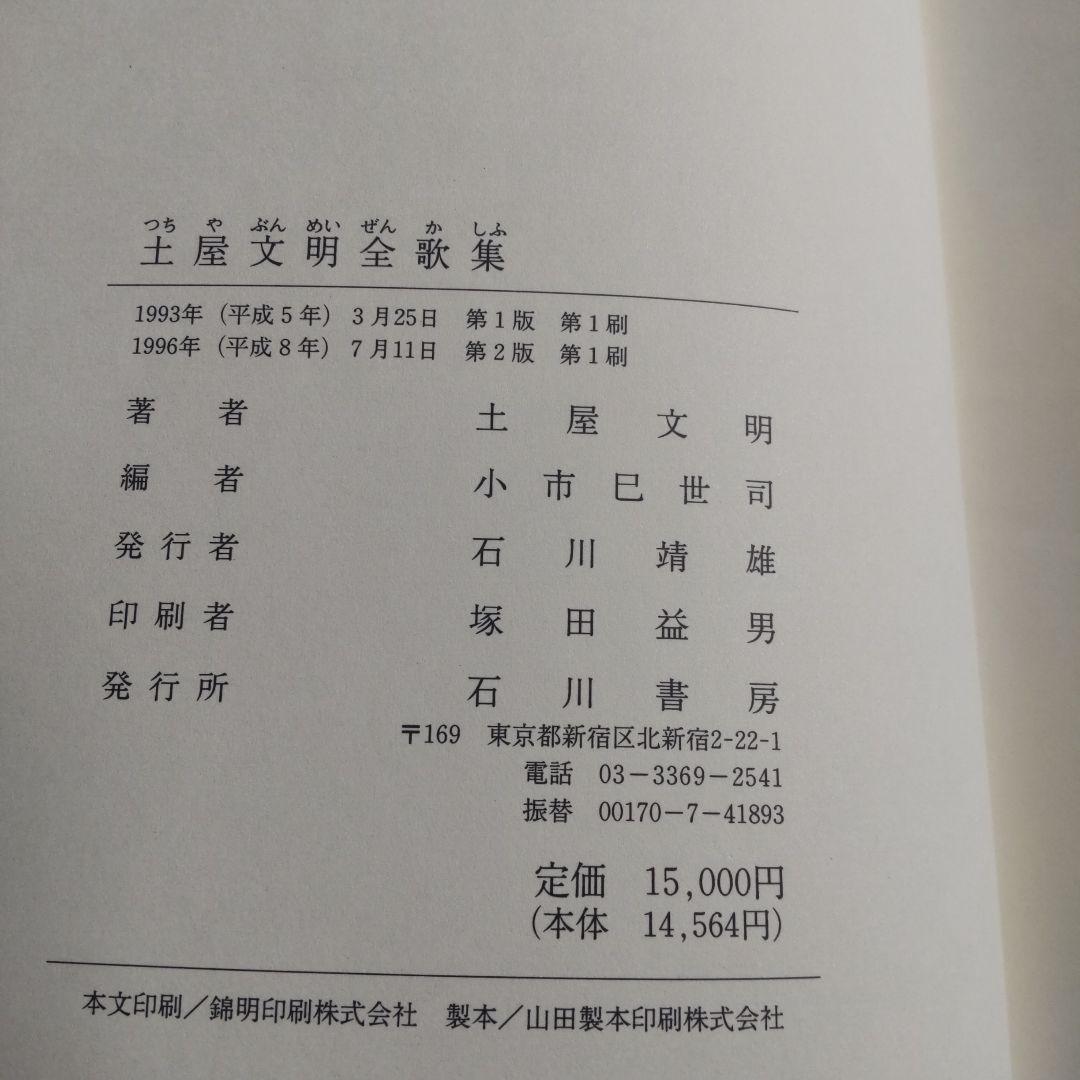 つち や ぶん めい ぜん か しふ
土屋文明全歌集
1993年（平成5年）3月25日 第1版 第1刷
1996年（平成8年）7月11日 第2版 第1刷
著者 土屋文明
編者 小市巳世司
発行者 石川靖雄
印刷者 塚田益男
発行所 石川書房
〒169 東京都新宿区北新宿2-22-1
電話 03－3369－2541
振替 00170－7－41893
定価 15,000円
（本体 14,564円）
本文印刷／錦明印刷株式会社 製本／山田製本印刷株式会社